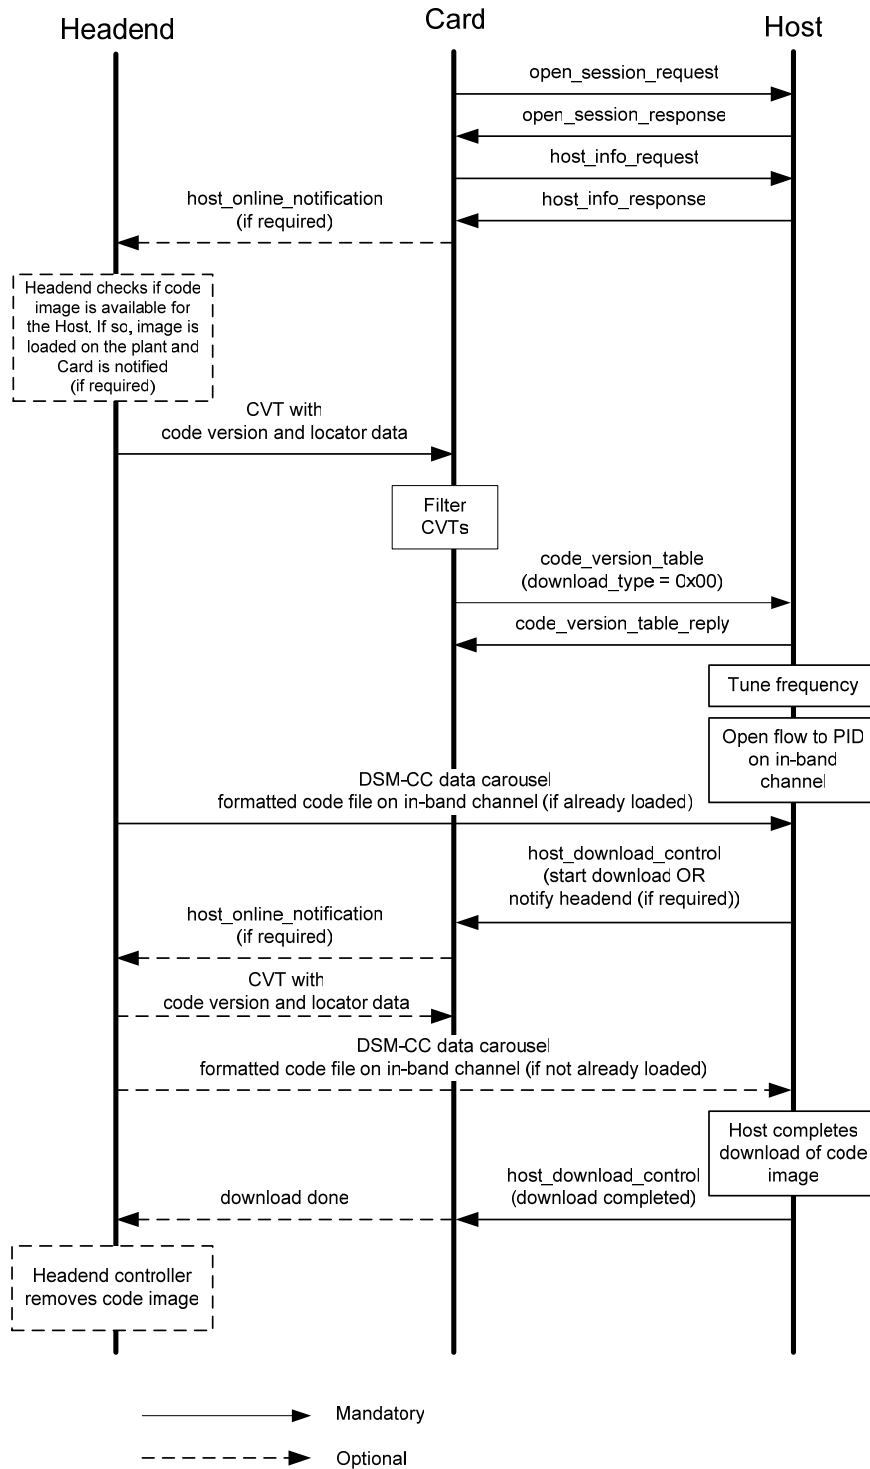 Headend
Card
Host
open_session_request
open_session_response
host_info_request
host_info_response
host_online_notification
(if required)
Headend checks if code
image is available for
the Host. If so, image is
loaded on the plant and
Card is notified
(if required)
CVT with
code version and locator data
Filter
CVTs
code_version_table
(download_type = 0x00)
code_version_table_reply
Tune frequency
Open flow to PID
on in-band
channel
DSM-CC data carousel
formatted code file on in-band channel (if already loaded)
host_download_control
(start download OR
notify headend (if required))
host_online_notification
(if required)
CVT with
code version and locator data
DSM-CC data carousel
formatted code file on in-band channel (if not already loaded)
Host completes
download of code
image
host_download_control
(download completed)
download done
Headend controller
removes code image
Mandatory
Optional